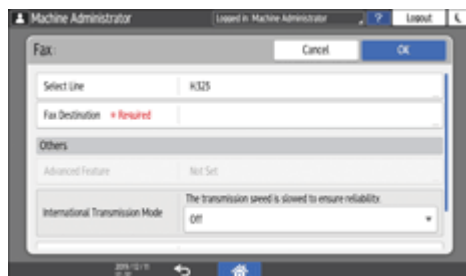 Machine Administrator
Logged in Machine Administrator
?
Logout
Fax
Cancel
OK
Select Line
H.323
Fax Destination
* Required
Others
Advanced Feature
Not Set
The transmission speed is slowed to ensure reliability.
International Transmission Mode
Off